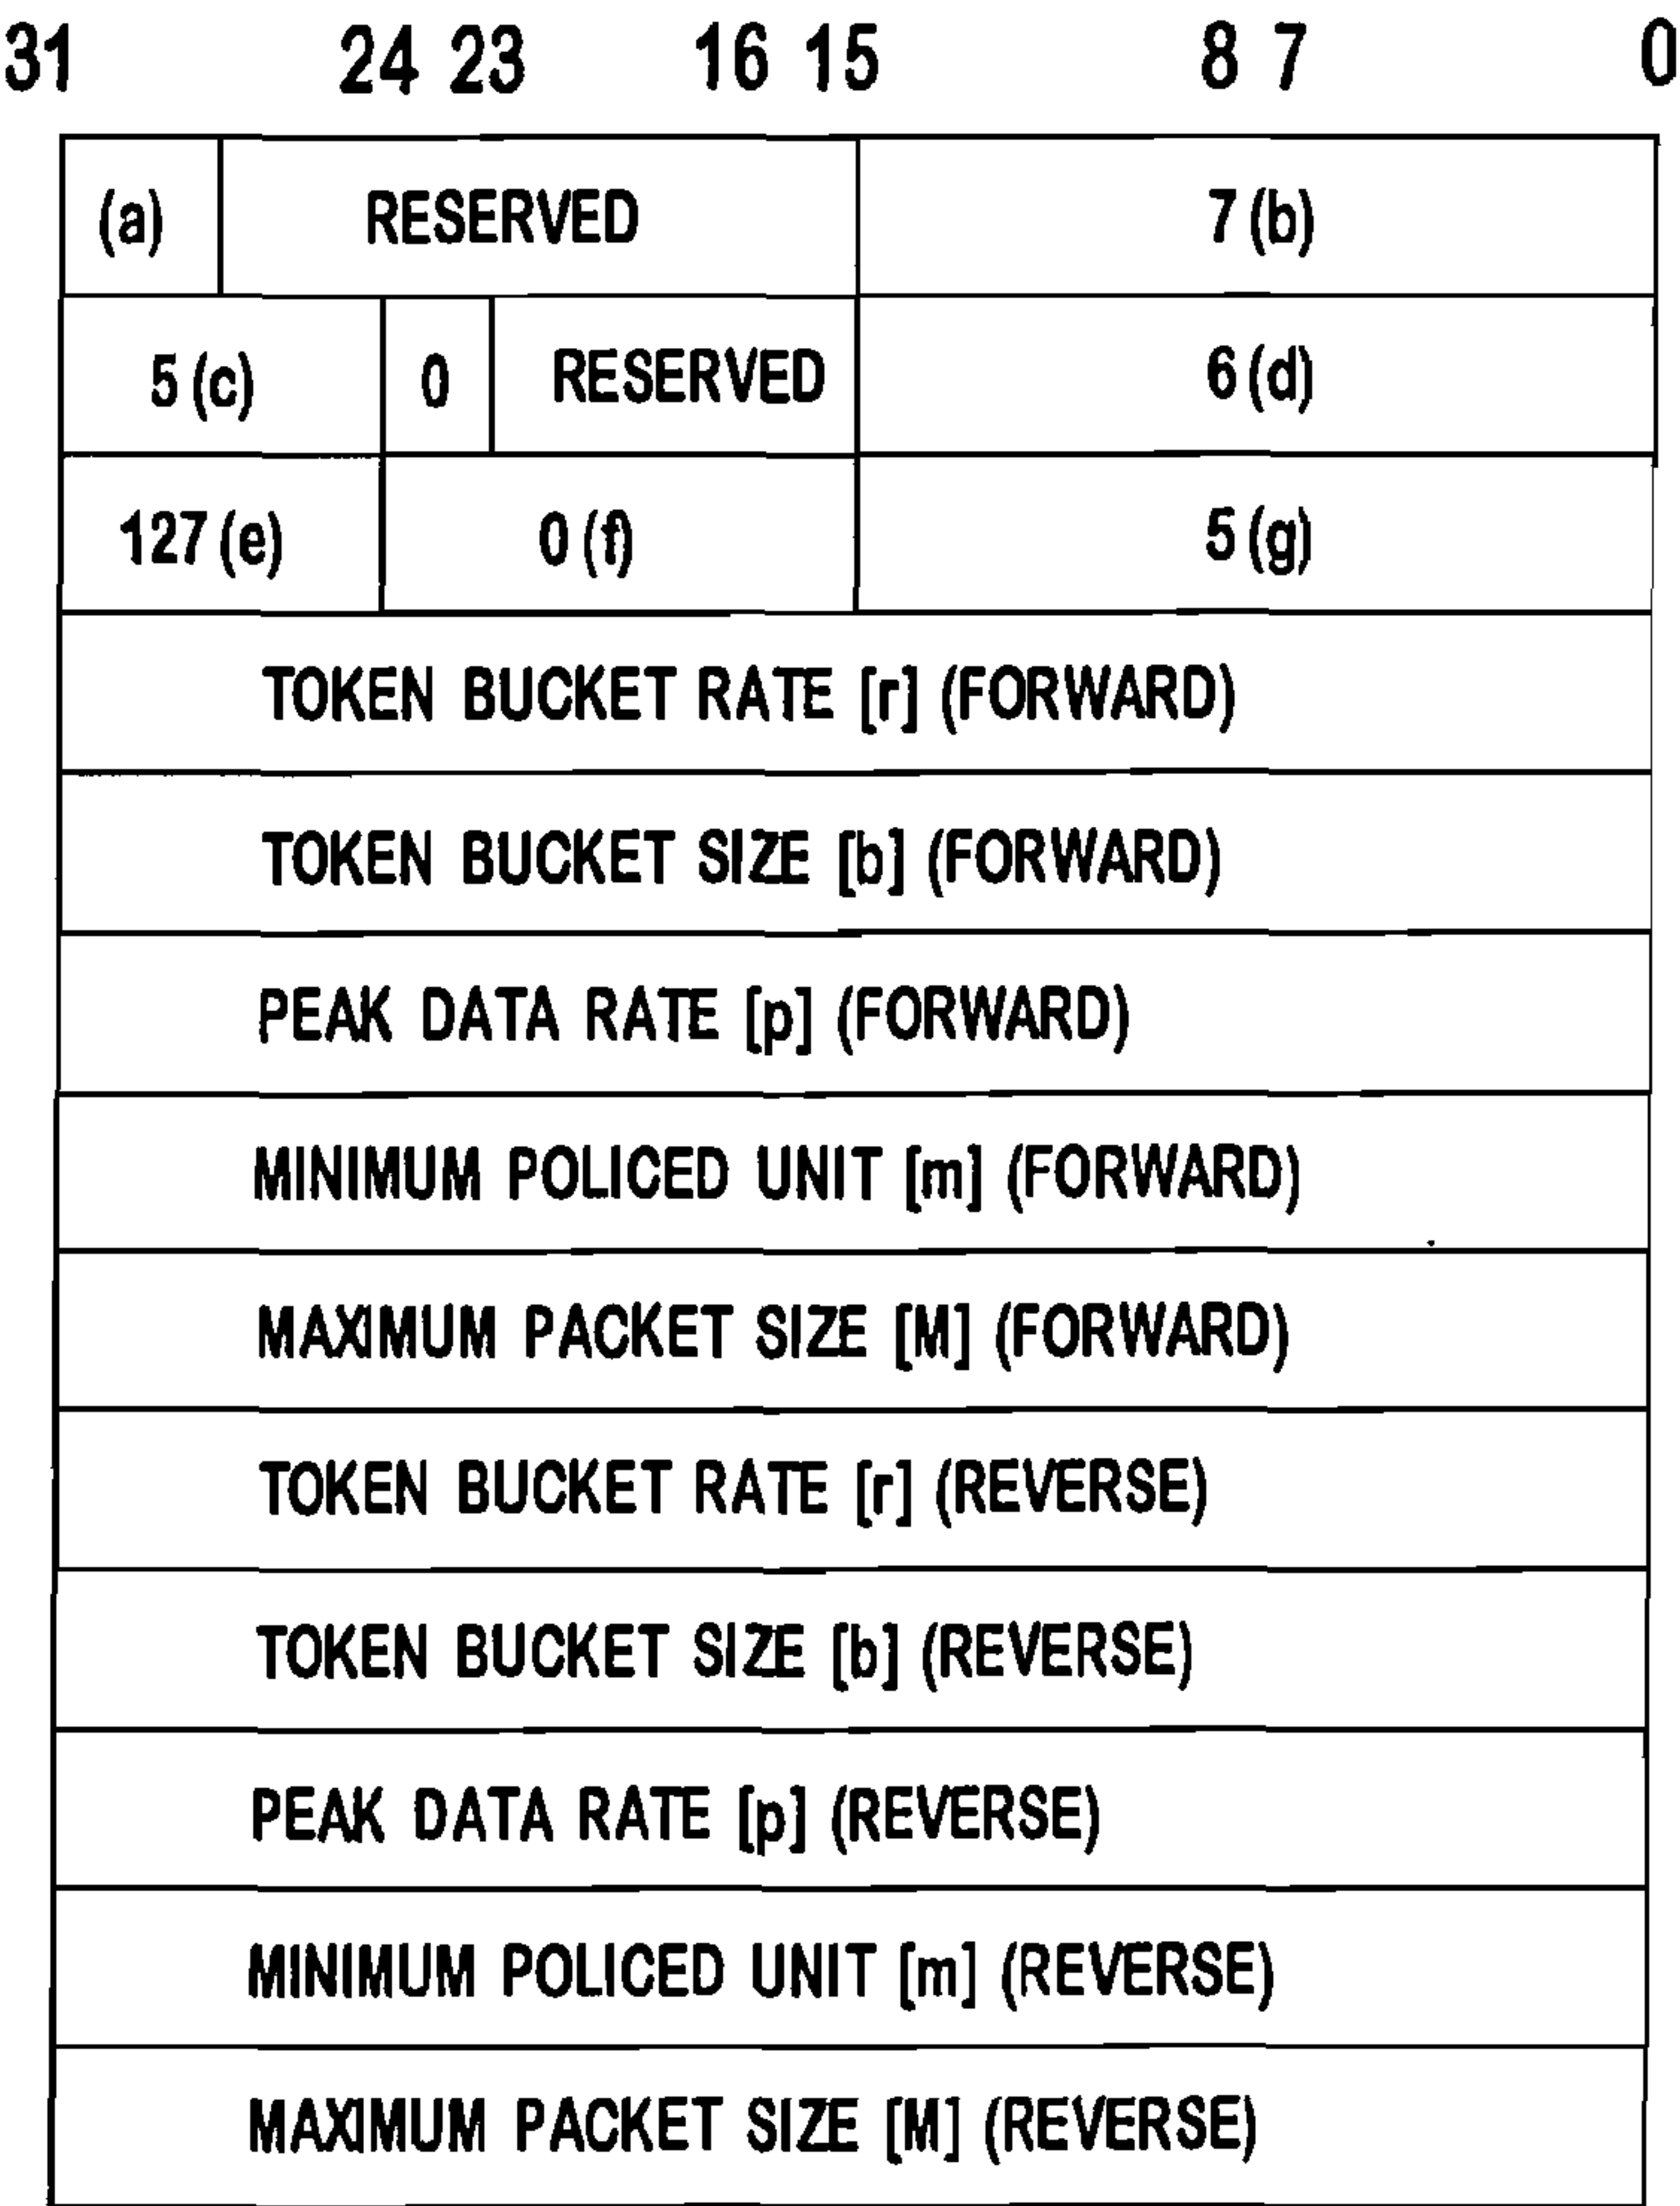 31 24 23 16 15 8 7 0
(a) RESERVED 7 (b)
5 (c) 0 RESERVED 6 (d)
127 (e) 0 (f) 5 (g)
TOKEN BUCKET RATE [r] (FORWARD)
TOKEN BUCKET SIZE [b] (FORWARD)
PEAK DATA RATE [p] (FORWARD)
MINIMUM POLICED UNIT [m] (FORWARD)
MAXIMUM PACKET SIZE [M] (FORWARD)
TOKEN BUCKET RATE [r] (REVERSE)
TOKEN BUCKET SIZE [b] (REVERSE)
PEAK DATA RATE [p] (REVERSE)
MINIMUM POLICED UNIT [m] (REVERSE)
MAXIMUM PACKET SIZE [M] (REVERSE)